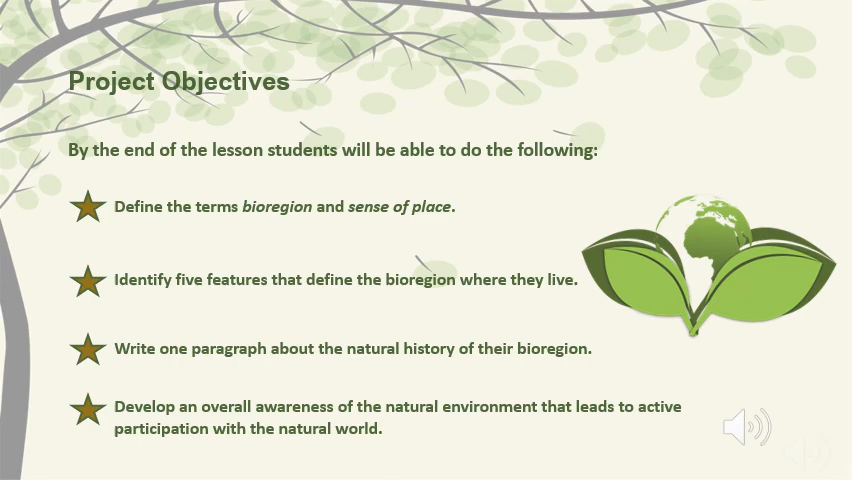 Project Objectives
By the end of the lesson students will be able to do the following:
Define the terms bioregion and sense of place.
Identify five features that define the bioregion where they live.
Write one paragraph about the natural history of their bioregion.
Develop an overall awareness of the natural environment that leads to active
participation with the natural world.